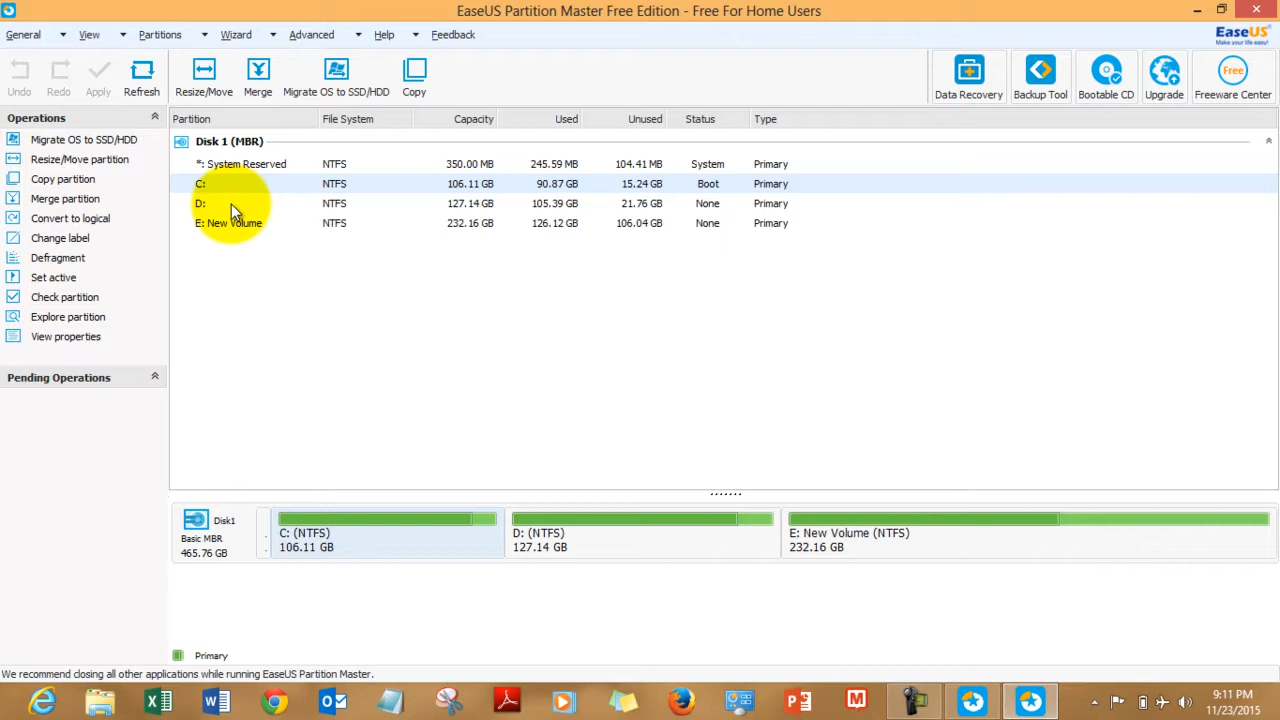 EaseUS Partition Master Free Edition - Free For Home Users
General View Partitions Wizard Advanced Help Feedback
EaseUS
Make your life easy!
Undo Redo Apply Refresh Resize/Move Merge Migrate OS to SSD/HDD Copy Data Recovery Backup Tool Bootable CD Upgrade Free Freeware Center
Operations
Migrate OS to SSD/HDD
Resize/Move partition
Copy partition
Merge partition
Convert to logical
Change label
Defragment
Set active
Check partition
Explore partition
View properties
Pending Operations
Partition File System Capacity Used Unused Status Type
Disk 1 (MBR)
*: System Reserved NTFS 350.00 MB 245.59 MB 104.41 MB System Primary
C: NTFS 106.11 GB 90.87 GB 15.24 GB Boot Primary
D: NTFS 127.14 GB 105.39 GB 21.76 GB None Primary
E: New Volume NTFS 232.16 GB 126.12 GB 106.04 GB None Primary
Disk1
Basic MBR
465.76 GB
C: (NTFS)
106.11 GB
D: (NTFS)
127.14 GB
E: New Volume (NTFS)
232.16 GB
Primary
We recommend closing all other applications while running EaseUS Partition Master.
9:11 PM
11/23/2015